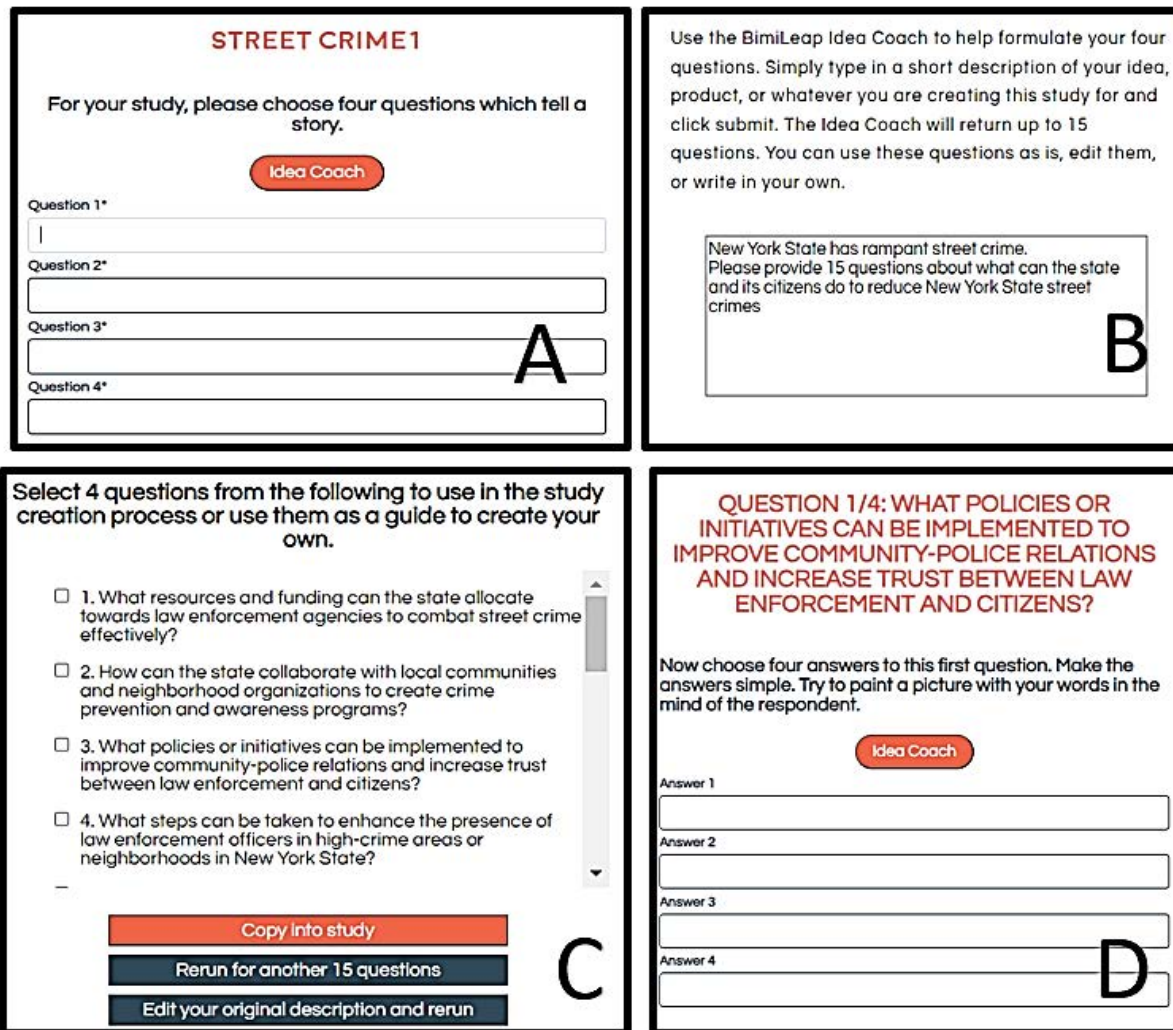 STREET CRIME1
For your study, please choose four questions which tell a
story.
Idea Coach
Question 1*
Question 2*
Question 3*
Question 4*
A
Use the BimiLeap Idea Coach to help formulate your four
questions. Simply type in a short description of your idea,
product, or whatever you are creating this study for and
click submit. The Idea Coach will return up to 15
questions. You can use these questions as is, edit them,
or write in your own.
New York State has rampant street crime.
Please provide 15 questions about what can the state
and its citizens do to reduce New York State street
crimes
B
Select 4 questions from the following to use in the study
creation process or use them as a guide to create your
own.
1. What resources and funding can the state allocate
towards law enforcement agencies to combat street crime
effectively?
2. How can the state collaborate with local communities
and neighborhood organizations to create crime
prevention and awareness programs?
3. What policies or initiatives can be implemented to
improve community-police relations and increase trust
between law enforcement and citizens?
4. What steps can be taken to enhance the presence of
law enforcement officers in high-crime areas or
neighborhoods in New York State?
Copy into study
Rerun for another 15 questions
Edit your original description and rerun
C
QUESTION 1/4: WHAT POLICIES OR
INITIATIVES CAN BE IMPLEMENTED TO
IMPROVE COMMUNITY-POLICE RELATIONS
AND INCREASE TRUST BETWEEN LAW
ENFORCEMENT AND CITIZENS?
Now choose four answers to this first question. Make the
answers simple. Try to paint a picture with your words in the
mind of the respondent.
Idea Coach
Answer 1
Answer 2
Answer 3
Answer 4
D